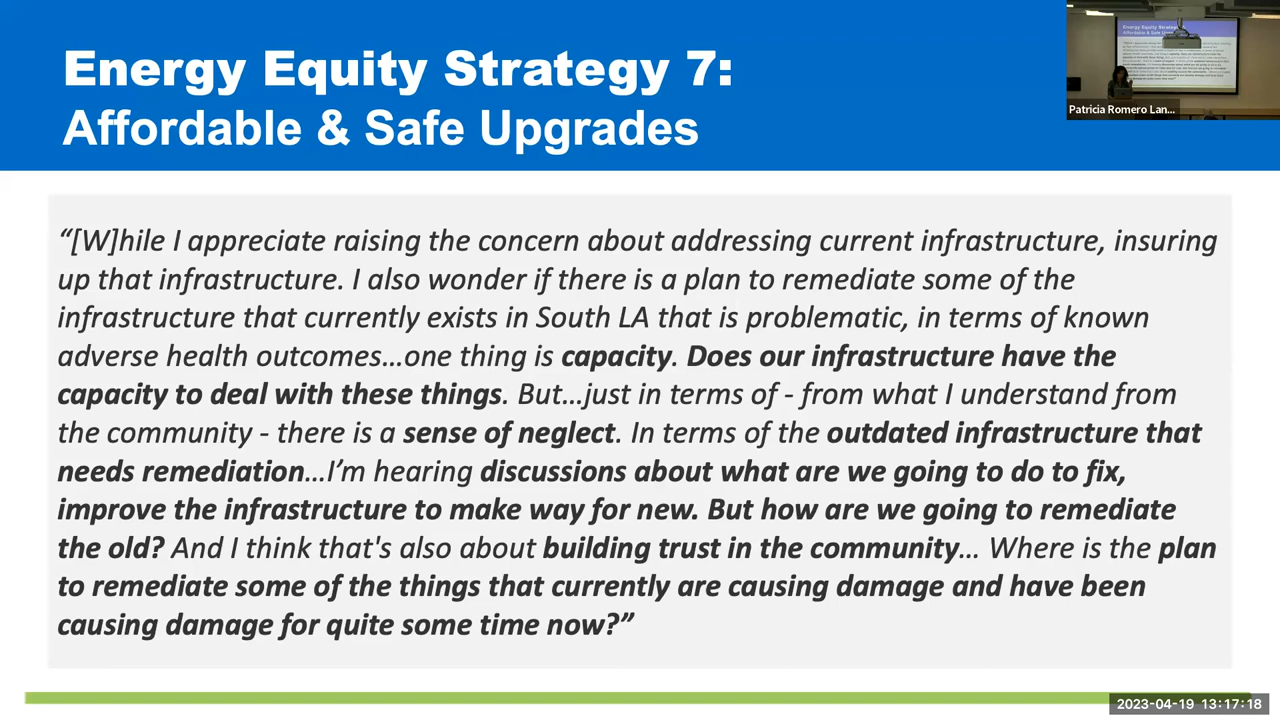 Energy Equity Strategy 7:
Affordable & Safe Upgrades
Patricia Romero Lan...
“[W]hile I appreciate raising the concern about addressing current infrastructure, insuring
up that infrastructure. I also wonder if there is a plan to remediate some of the
infrastructure that currently exists in South LA that is problematic, in terms of known
adverse health outcomes…one thing is capacity. Does our infrastructure have the
capacity to deal with these things. But…just in terms of - from what I understand from
the community - there is a sense of neglect. In terms of the outdated infrastructure that
needs remediation…I’m hearing discussions about what are we going to do to fix,
improve the infrastructure to make way for new. But how are we going to remediate
the old? And I think that's also about building trust in the community… Where is the plan
to remediate some of the things that currently are causing damage and have been
causing damage for quite some time now?”
2023-04-19 13:17:18